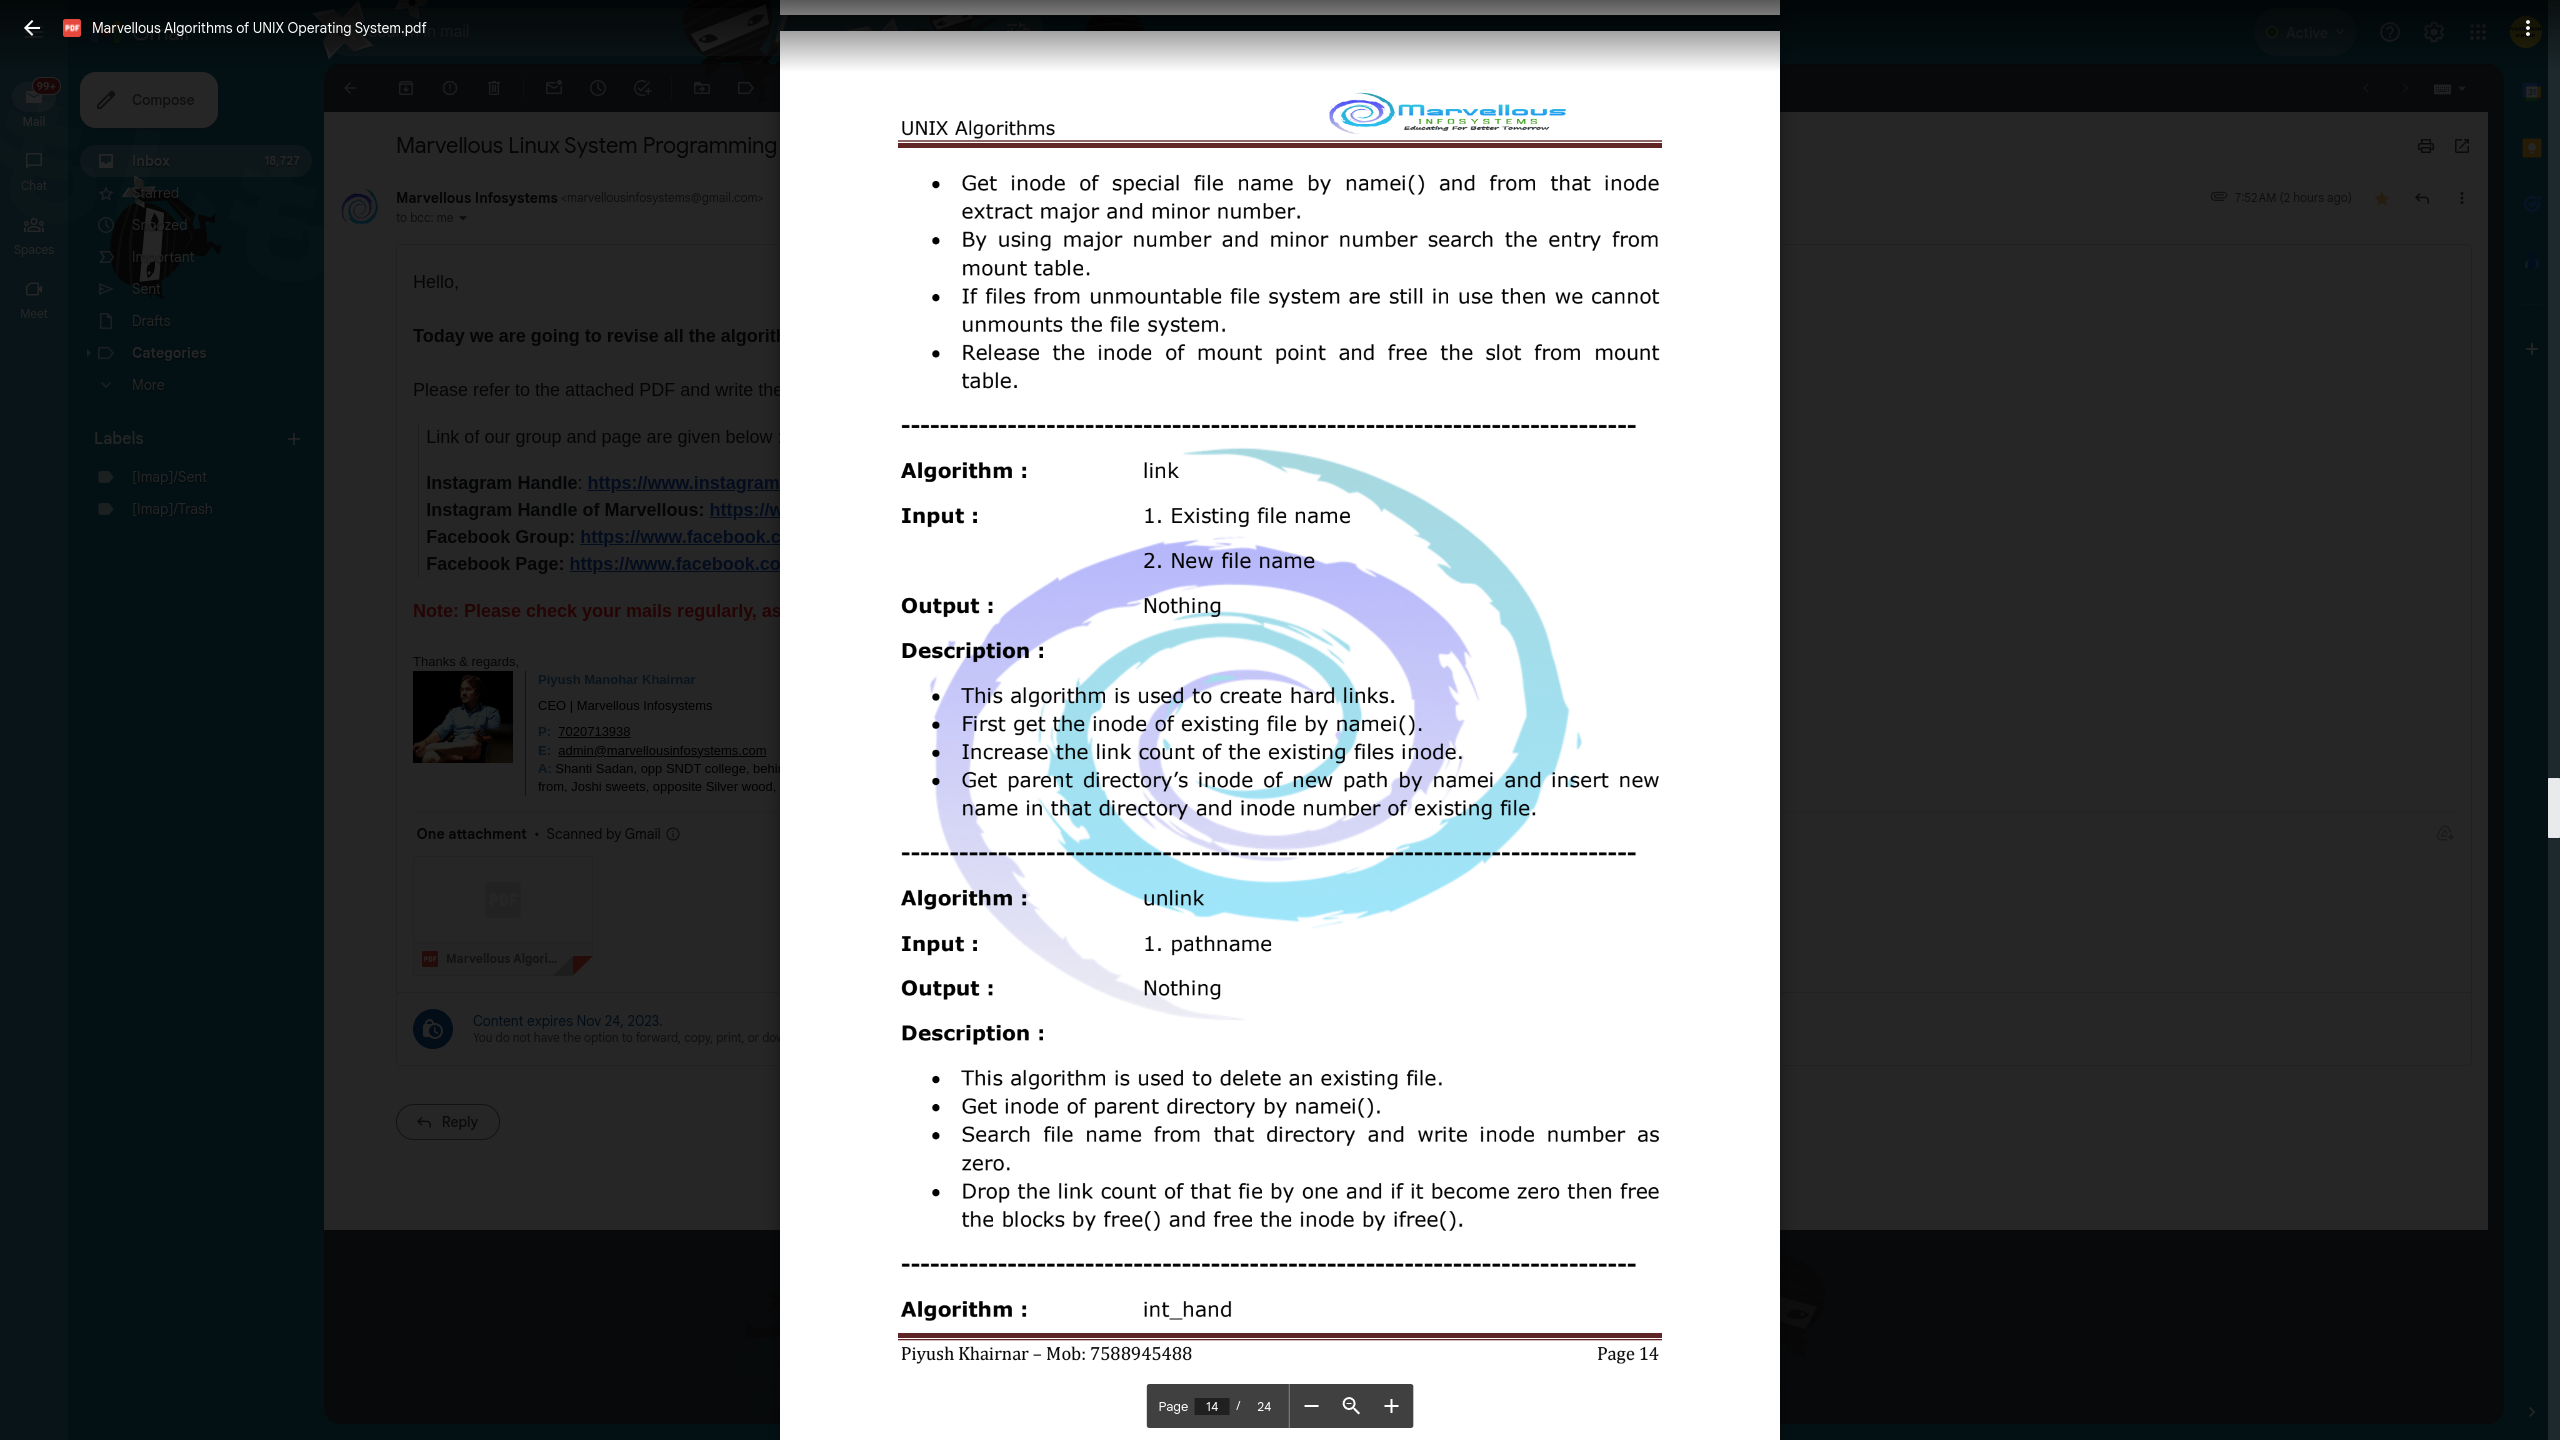 Marvellous Algorithms of UNIX Operating System.pdf
in mail
Active
99+
Mail
Chat
Spaces
Meet
Compose
Inbox 18,727
Starred
Snoozed
Important
Sent
Drafts
Categories
More
Labels
[Imap]/Sent
[Imap]/Trash
Marvellous Linux System Programming
Marvellous Infosystems <marvellousinfosystems@gmail.com>
to bcc: me
7:52 AM (2 hours ago)
Hello,
Today we are going to revise all the algorith
Please refer to the attached PDF and write the
Link of our group and page are given below :
Instagram Handle: https://www.instagram
Instagram Handle of Marvellous: https://w
Facebook Group: https://www.facebook.c
Facebook Page: https://www.facebook.co
Note: Please check your mails regularly, as
Thanks & regards,
Piyush Manohar Khairnar
CEO | Marvellous Infosystems
P: 7020713938
E: admin@marvellousinfosystems.com
A: Shanti Sadan, opp SNDT college, behi
from, Joshi sweets, opposite Silver wood,
One attachment • Scanned by Gmail
PDF
PDF Marvellous Algori...
Content expires Nov 24, 2023.
You do not have the option to forward, copy, print, or dow
Reply
UNIX Algorithms
Marvellous
INFOSYSTEMS
Educating For Better Tomorrow
• Get inode of special file name by namei() and from that inode
extract major and minor number.
• By using major number and minor number search the entry from
mount table.
• If files from unmountable file system are still in use then we cannot
unmounts the file system.
• Release the inode of mount point and free the slot from mount
table.
----------------------------------------------------------------------------
Algorithm : link
Input : 1. Existing file name
2. New file name
Output : Nothing
Description :
• This algorithm is used to create hard links.
• First get the inode of existing file by namei().
• Increase the link count of the existing files inode.
• Get parent directory’s inode of new path by namei and insert new
name in that directory and inode number of existing file.
----------------------------------------------------------------------------
Algorithm : unlink
Input : 1. pathname
Output : Nothing
Description :
• This algorithm is used to delete an existing file.
• Get inode of parent directory by namei().
• Search file name from that directory and write inode number as
zero.
• Drop the link count of that fie by one and if it become zero then free
the blocks by free() and free the inode by ifree().
----------------------------------------------------------------------------
Algorithm : int_hand
Piyush Khairnar – Mob: 7588945488 Page 14
Page 14 / 24